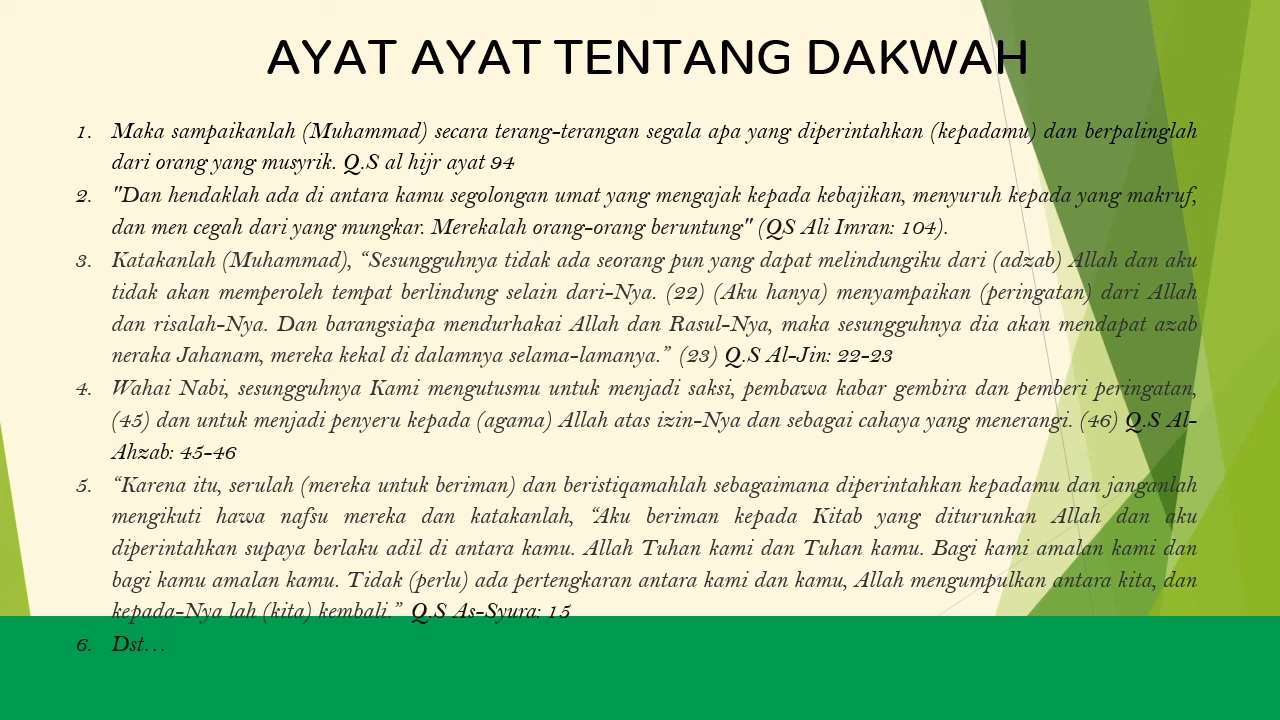 AYAT AYAT TENTANG DAKWAH
1. Maka sampaikanlah (Muhammad) secara terang-terangan segala apa yang diperintahkan (kepadamu) dan berpalinglah
dari orang yang musyrik. Q.S al hijr ayat 94
2. "Dan hendaklah ada di antara kamu segolongan umat yang mengajak kepada kebajikan, menyuruh kepada yang makruf,
dan men cegah dari yang mungkar. Merekalah orang-orang beruntung" (QS Ali Imran: 104).
3. Katakanlah (Muhammad), “Sesungguhnya tidak ada seorang pun yang dapat melindungiku dari (adzab) Allah dan aku
tidak akan memperoleh tempat berlindung selain dari-Nya. (22) (Aku hanya) menyampaikan (peringatan) dari Allah
dan risalah-Nya. Dan barangsiapa mendurhakai Allah dan Rasul-Nya, maka sesungguhnya dia akan mendapat azab
neraka Jahanam, mereka kekal di dalamnya selama-lamanya.” (23) Q.S Al-Jin: 22-23
4. Wahai Nabi, sesungguhnya Kami mengutusmu untuk menjadi saksi, pembawa kabar gembira dan pemberi peringatan,
(45) dan untuk menjadi penyeru kepada (agama) Allah atas izin-Nya dan sebagai cahaya yang menerangi. (46) Q.S Al-
Ahzab: 45-46
5. “Karena itu, serulah (mereka untuk beriman) dan beristiqamahlah sebagaimana diperintahkan kepadamu dan janganlah
mengikuti hawa nafsu mereka dan katakanlah, “Aku beriman kepada Kitab yang diturunkan Allah dan aku
diperintahkan supaya berlaku adil di antara kamu. Allah Tuhan kami dan Tuhan kamu. Bagi kami amalan kami dan
bagi kamu amalan kamu. Tidak (perlu) ada pertengkaran antara kami dan kamu, Allah mengumpulkan antara kita, dan
kepada-Nya lah (kita) kembali.” Q.S As-Syura: 15
6. Dst…